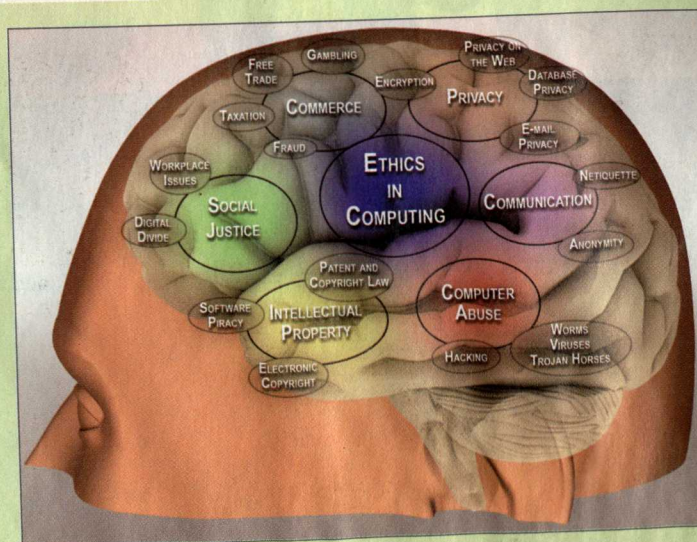 GAMBLING
FREE
TRADE
PRIVACY ON
THE WEB
ENCRYPTION
DATABASE
PRIVACY
COMMERCE
PRIVACY
TAXATION
E-MAIL
PRIVACY
FRAUD
ETHICS
IN
COMPUTING
WORKPLACE
ISSUES
NETIQUETTE
SOCIAL
JUSTICE
COMMUNICATION
DIGITAL
DIVIDE
ANONYMITY
PATENT AND
COPYRIGHT LAW
COMPUTER
ABUSE
SOFTWARE
PIRACY
INTELLECTUAL
PROPERTY
WORMS
VIRUSES
TROJAN HORSES
HACKING
ELECTRONIC
COPYRIGHT